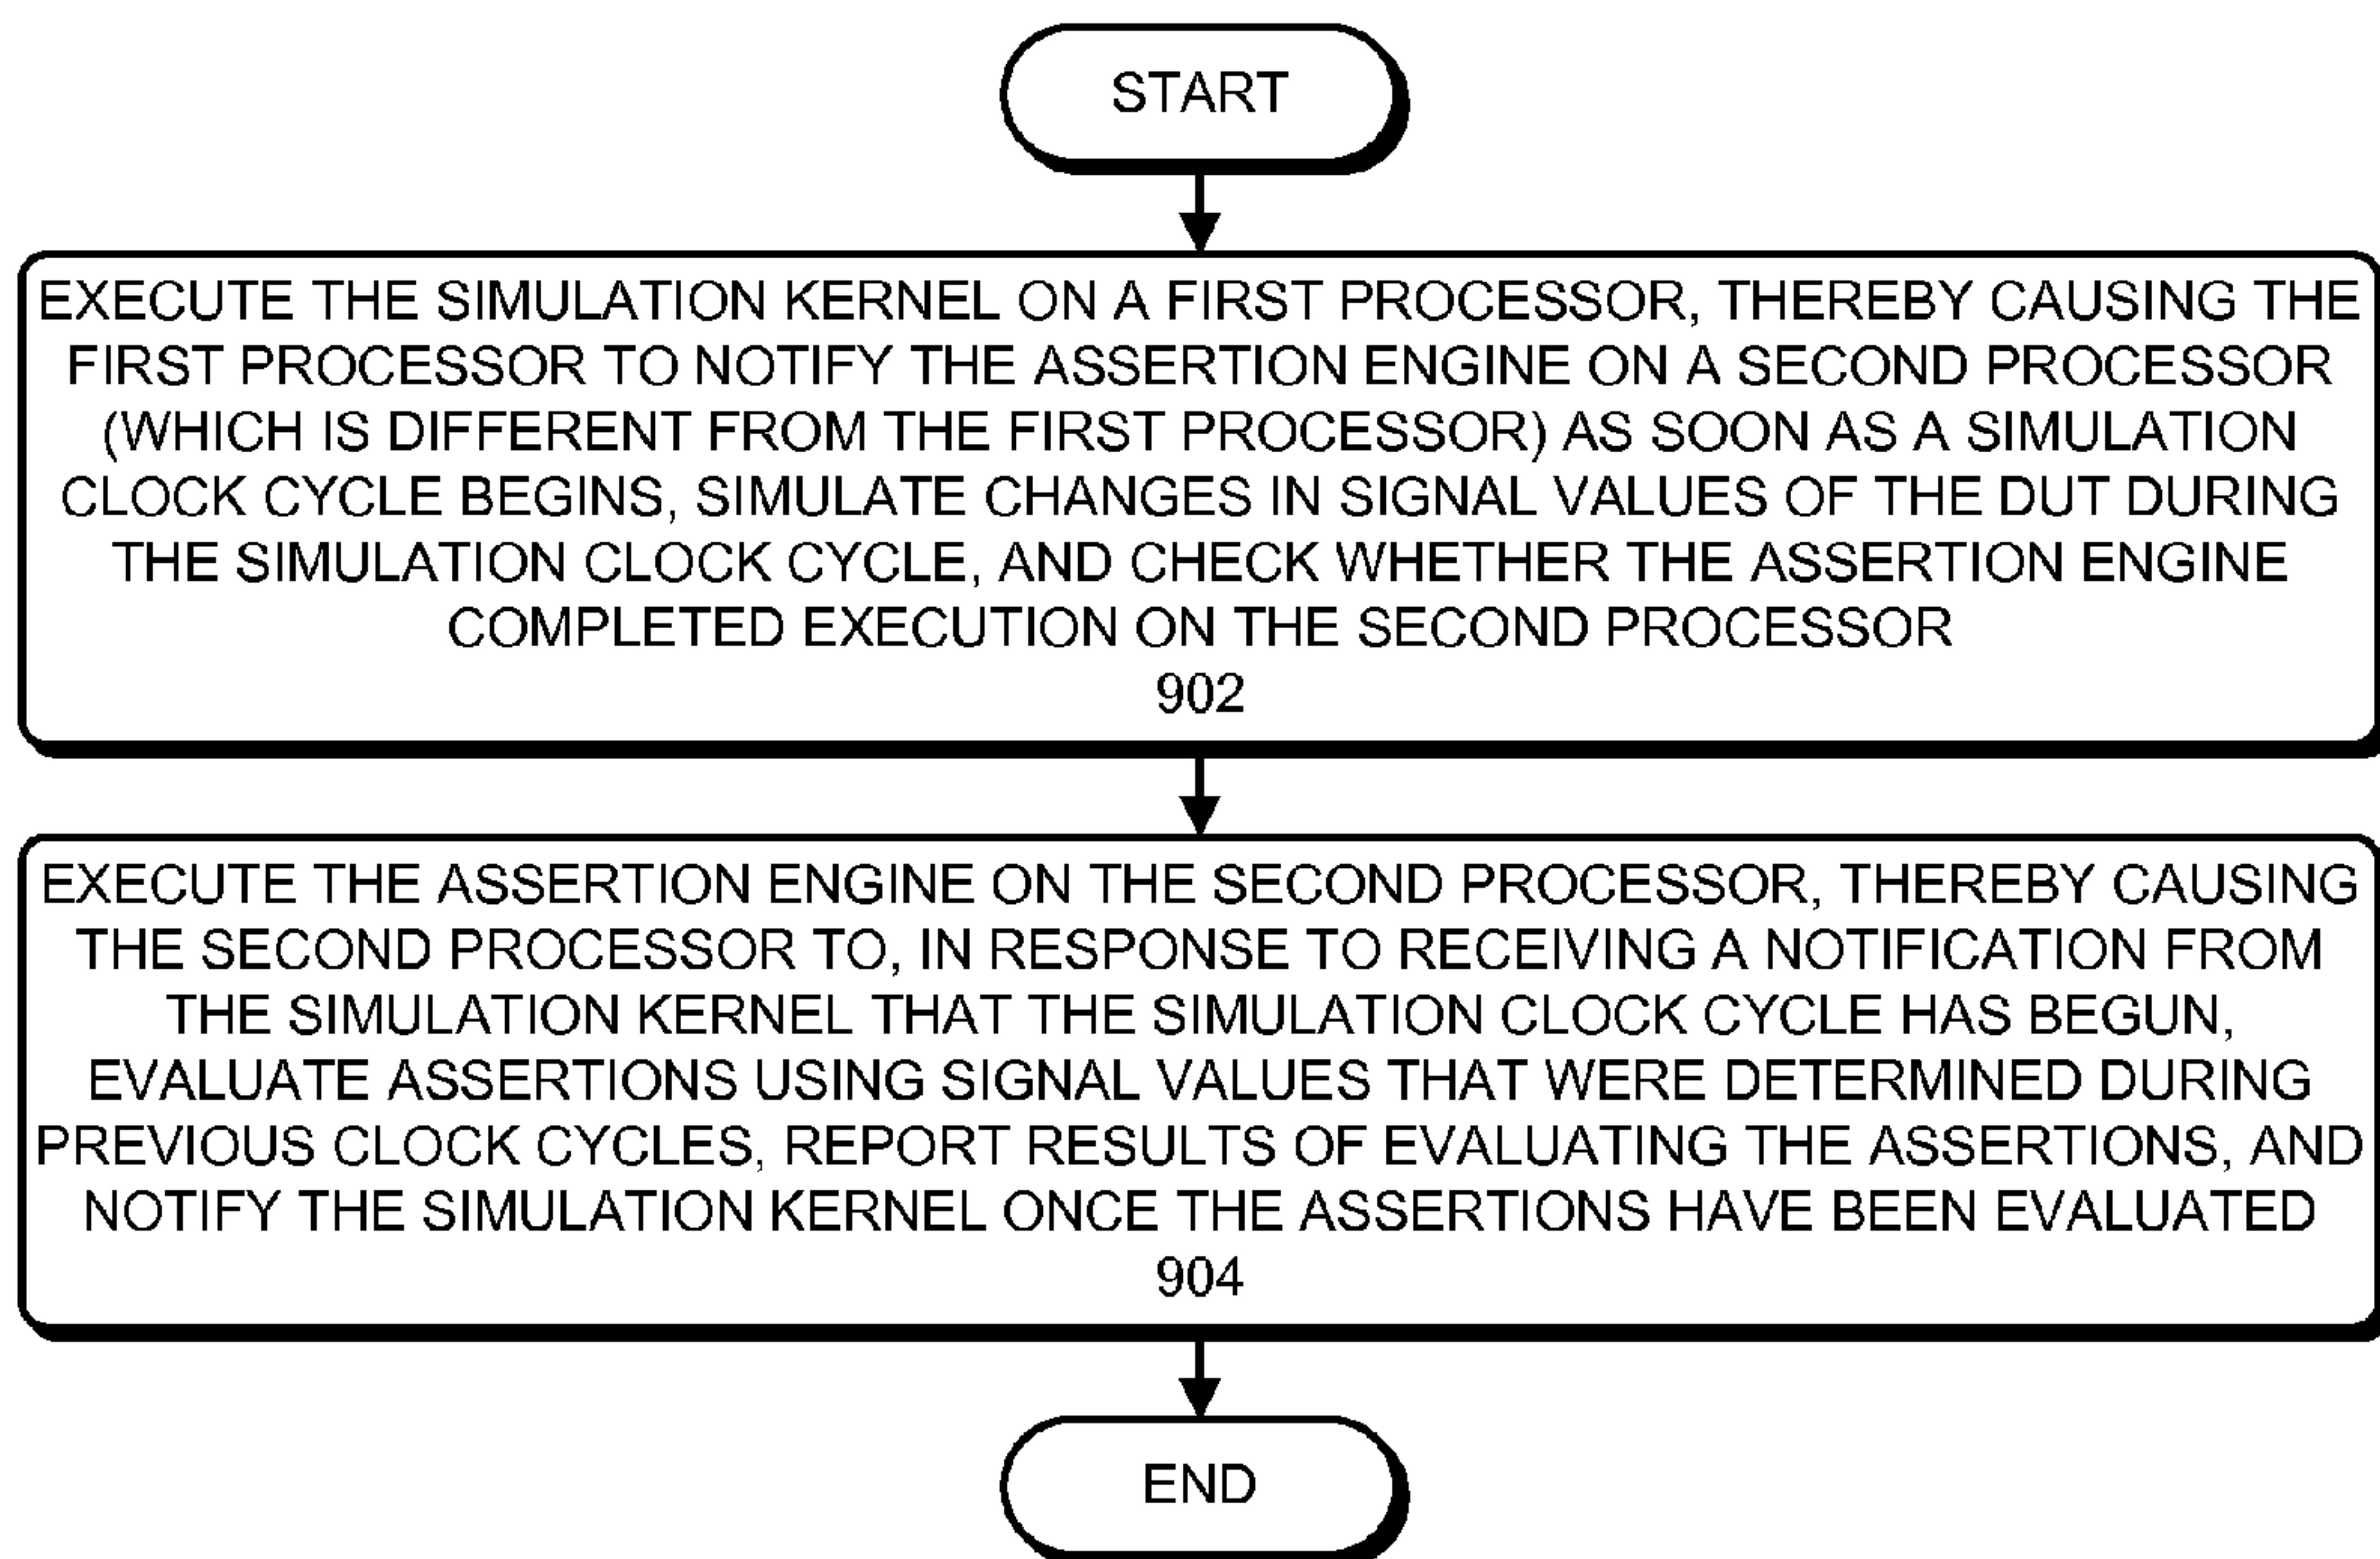 START
EXECUTE THE SIMULATION KERNEL ON A FIRST PROCESSOR, THEREBY CAUSING THE
FIRST PROCESSOR TO NOTIFY THE ASSERTION ENGINE ON A SECOND PROCESSOR
(WHICH IS DIFFERENT FROM THE FIRST PROCESSOR) AS SOON AS A SIMULATION
CLOCK CYCLE BEGINS, SIMULATE CHANGES IN SIGNAL VALUES OF THE DUT DURING
THE SIMULATION CLOCK CYCLE, AND CHECK WHETHER THE ASSERTION ENGINE
COMPLETED EXECUTION ON THE SECOND PROCESSOR
902
EXECUTE THE ASSERTION ENGINE ON THE SECOND PROCESSOR, THEREBY CAUSING
THE SECOND PROCESSOR TO, IN RESPONSE TO RECEIVING A NOTIFICATION FROM
THE SIMULATION KERNEL THAT THE SIMULATION CLOCK CYCLE HAS BEGUN,
EVALUATE ASSERTIONS USING SIGNAL VALUES THAT WERE DETERMINED DURING
PREVIOUS CLOCK CYCLES, REPORT RESULTS OF EVALUATING THE ASSERTIONS, AND
NOTIFY THE SIMULATION KERNEL ONCE THE ASSERTIONS HAVE BEEN EVALUATED
904
END